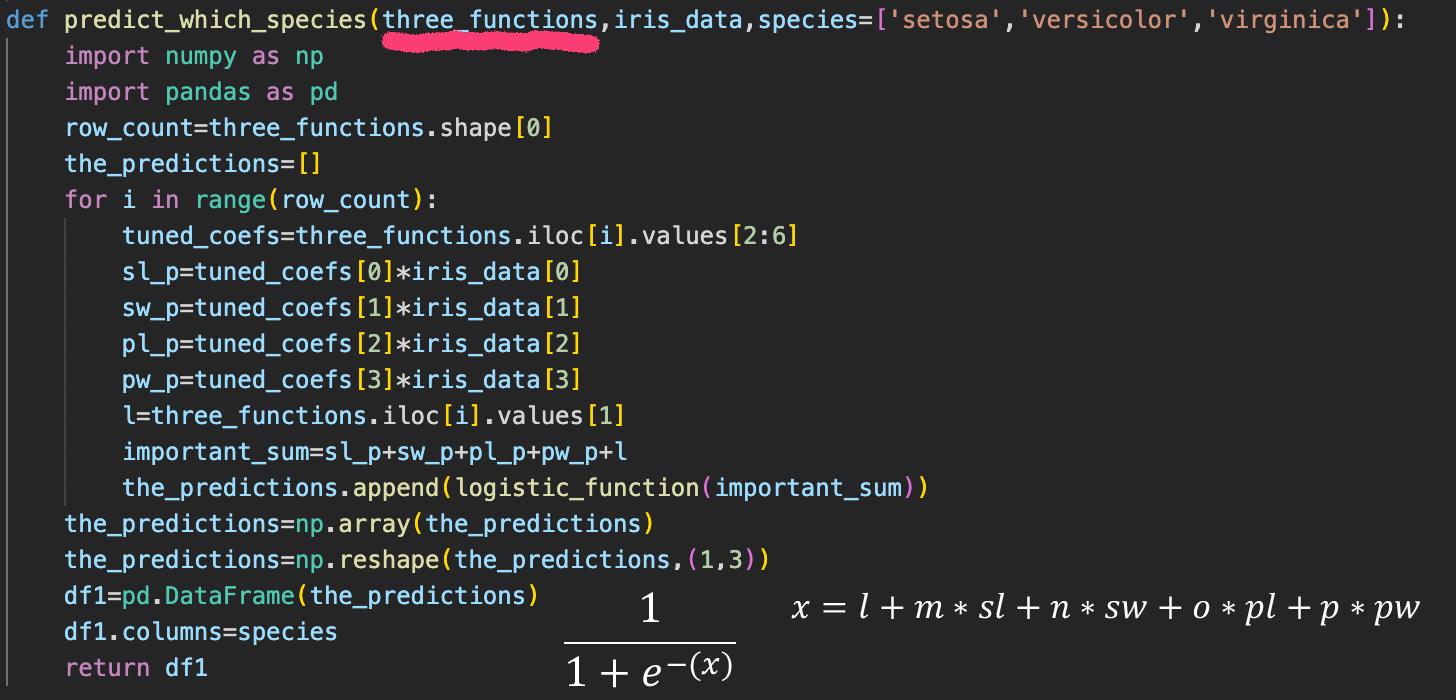 def predict_which_species(three_functions,iris_data,species=['setosa','versicolor','virginica']):
    import numpy as np
    import pandas as pd
    row_count=three_functions.shape[0]
    the_predictions=[]
    for i in range(row_count):
        tuned_coefs=three_functions.iloc[i].values[2:6]
        sl_p=tuned_coefs[0]*iris_data[0]
        sw_p=tuned_coefs[1]*iris_data[1]
        pl_p=tuned_coefs[2]*iris_data[2]
        pw_p=tuned_coefs[3]*iris_data[3]
        l=three_functions.iloc[i].values[1]
        important_sum=sl_p+sw_p+pl_p+pw_p+l
        the_predictions.append(logistic_function(important_sum))
    the_predictions=np.array(the_predictions)
    the_predictions=np.reshape(the_predictions,(1,3))
    df1=pd.DataFrame(the_predictions)
    df1.columns=species
    return df1
1
1 + e−(x)
x = l + m ∗ sl + n ∗ sw + o ∗ pl + p ∗ pw